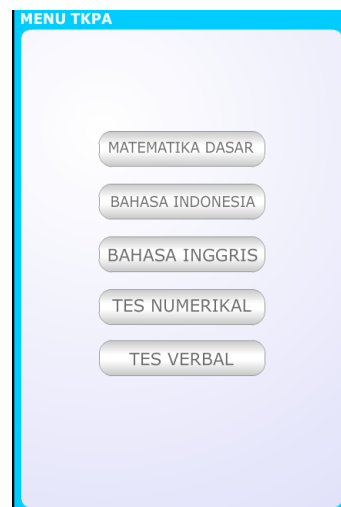 MENU TKPA
MATEMATIKA DASAR
BAHASA INDONESIA
BAHASA INGGRIS
TES NUMERIKAL
TES VERBAL